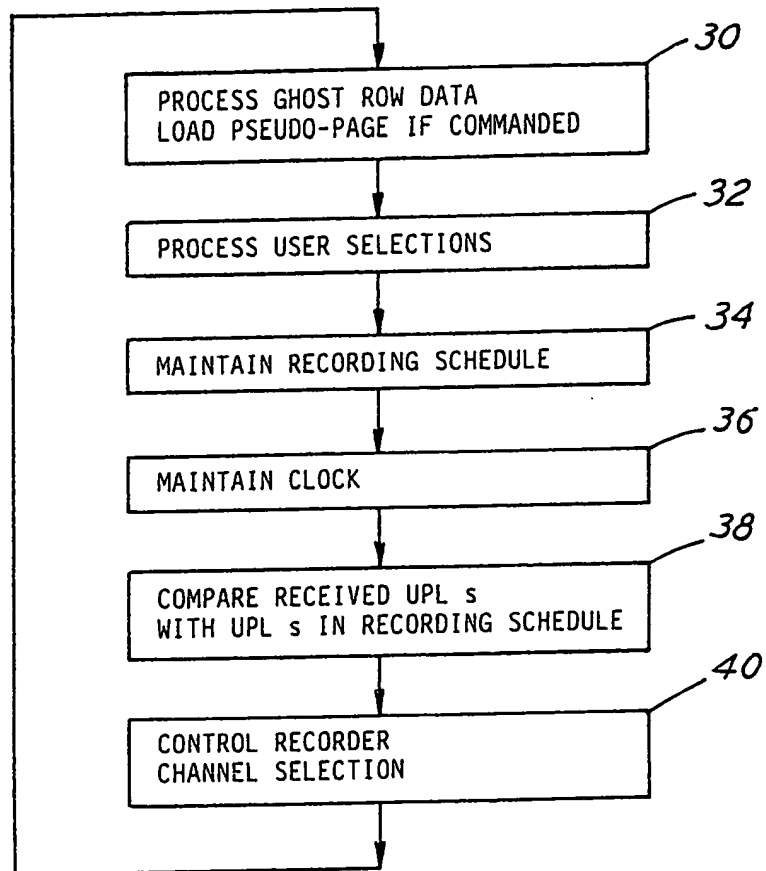 30
PROCESS GHOST ROW DATA
LOAD PSEUDO-PAGE IF COMMANDED
32
PROCESS USER SELECTIONS
34
MAINTAIN RECORDING SCHEDULE
36
MAINTAIN CLOCK
38
COMPARE RECEIVED UPL s
WITH UPL s IN RECORDING SCHEDULE
40
CONTROL RECORDER
CHANNEL SELECTION